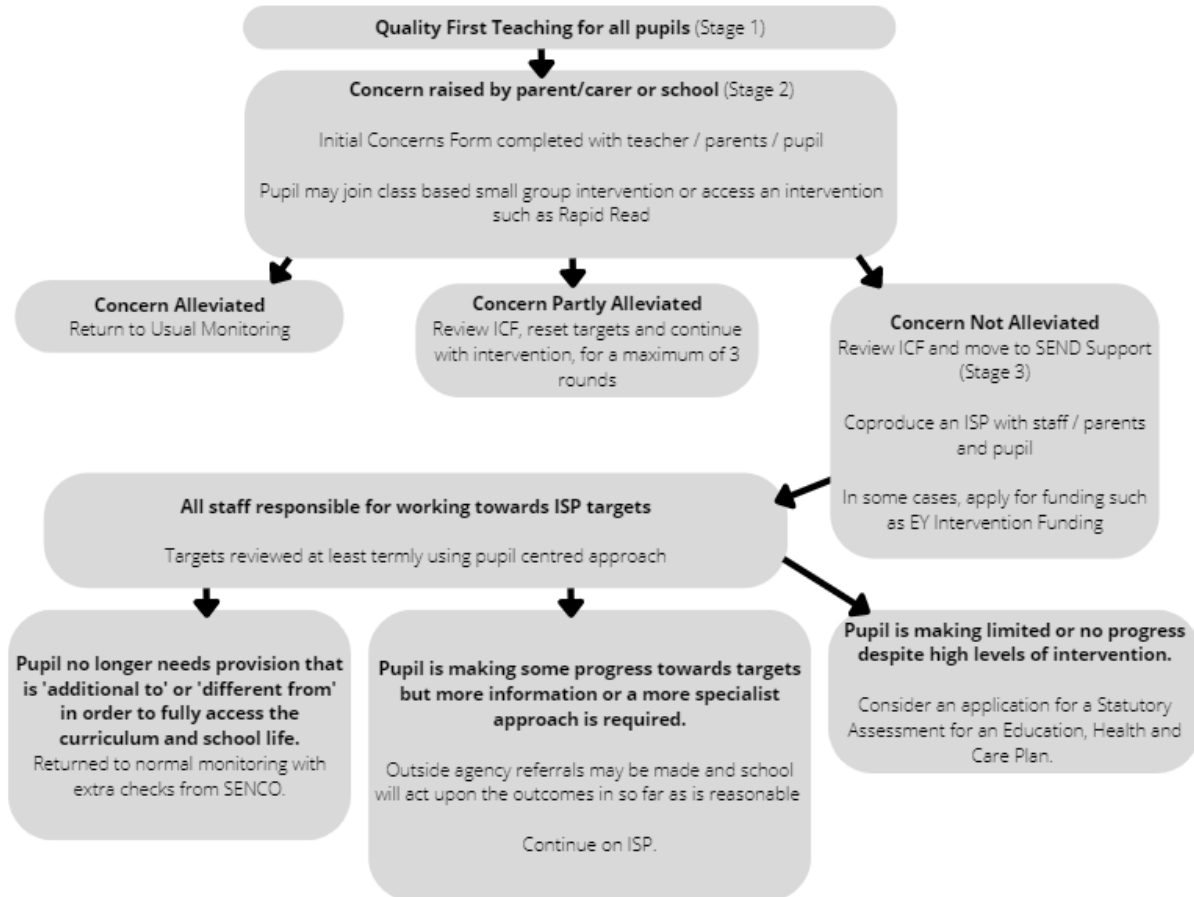 Quality First Teaching for all pupils (Stage 1)
Concern raised by parent/carer or school (Stage 2)
Initial Concerns Form completed with teacher / parents / pupil
Pupil may join class based small group intervention or access an intervention
such as Rapid Read
Concern Alleviated
Return to Usual Monitoring
Concern Partly Alleviated
Review ICF, reset targets and continue
with intervention, for a maximum of 3
rounds
Concern Not Alleviated
Review ICF and move to SEND Support
(Stage 3)
Coproduce an ISP with staff / parents
and pupil
In some cases, apply for funding such
as EY Intervention Funding
All staff responsible for working towards ISP targets
Targets reviewed at least termly using pupil centred approach
Pupil no longer needs provision that
is 'additional to' or 'different from'
in order to fully access the
curriculum and school life.
Returned to normal monitoring with
extra checks from SENCO.
Pupil is making some progress towards targets
but more information or a more specialist
approach is required.
Outside agency referrals may be made and school
will act upon the outcomes in so far as is reasonable
Continue on ISP.
Pupil is making limited or no progress
despite high levels of intervention.
Consider an application for a Statutory
Assessment for an Education, Health and
Care Plan.